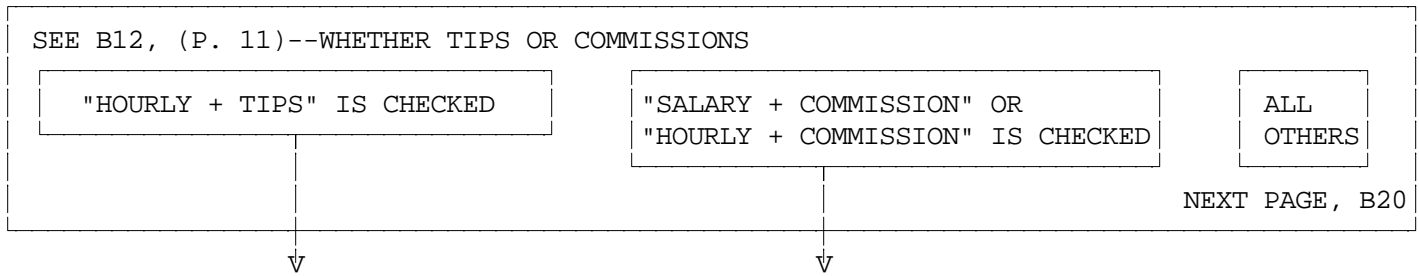 SEE B12, (P. 11)--WHETHER TIPS OR COMMISSIONS
"HOURLY + TIPS" IS CHECKED
"SALARY + COMMISSION" OR
"HOURLY + COMMISSION" IS CHECKED
ALL
OTHERS
NEXT PAGE, B20